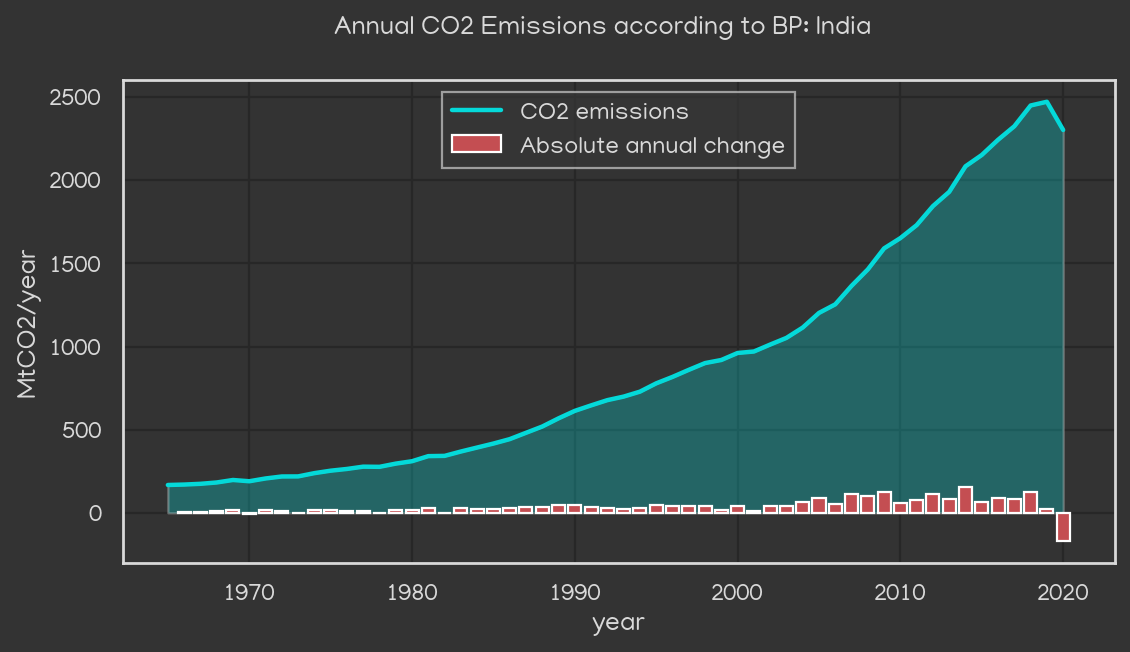 Annual CO2 Emissions according to BP: India
CO2 emissions
Absolute annual change
MtCO2/year
2500
2000
1500
1000
500
0
1970 1980 1990 2000 2010 2020
year